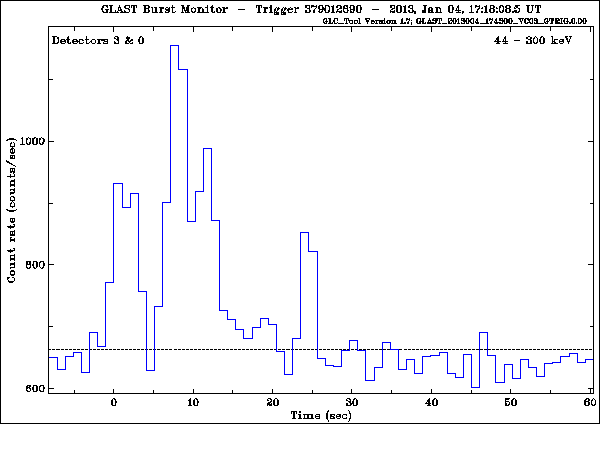 GLAST Burst Monitor - Trigger 379012690 - 2013, Jan 04, 17:18:08.5 UT
GLC_Tool Version 1.7; GLAST_2013004_174300_VC09_GTRIG.0.00
Detectors 3 & 0
44 - 300 keV
Count rate (counts/sec)
1000
800
600
0 10 20 30 40 50 60
Time (sec)